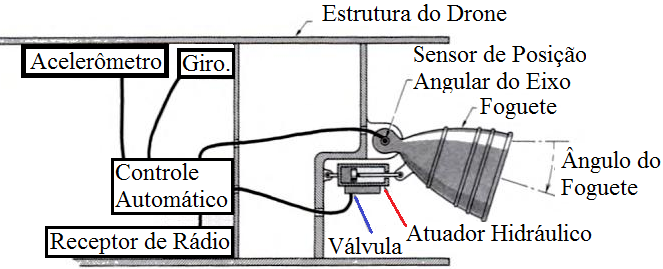 Estrutura do Drone
Acelerômetro
Giro.
Sensor de Posição
Angular do Eixo
Foguete
Ângulo do
Foguete
Controle
Automático
Receptor de Rádio
Válvula
Atuador Hidráulico